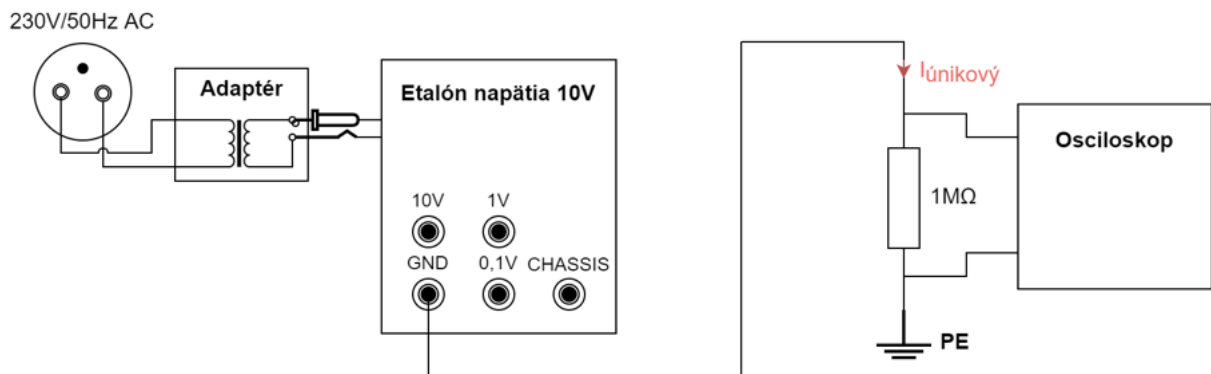 230V/50Hz AC
Adaptér
Etalón napätia 10V
10V
1V
GND
0,1V
CHASSIS
Iúnikový
1MΩ
Osciloskop
PE